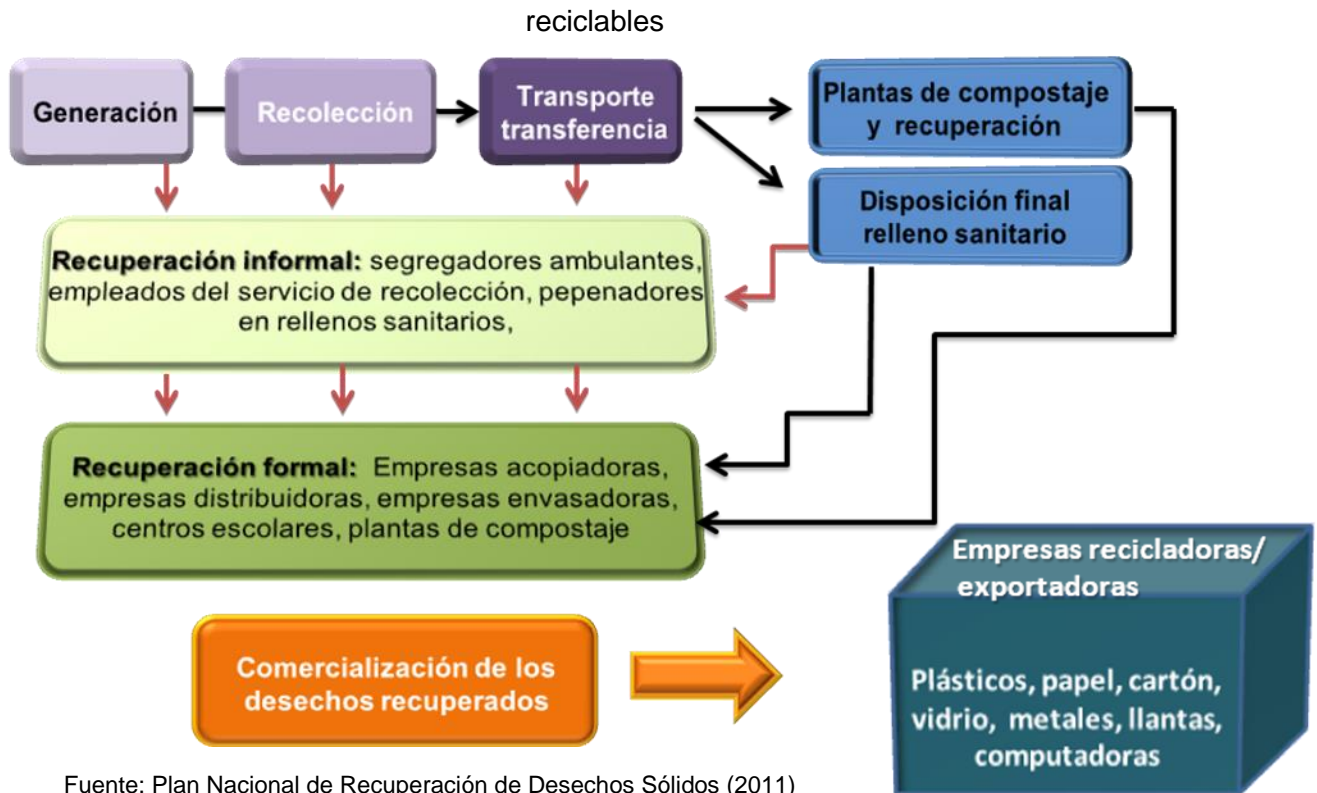 reciclables
Generación
Recolección
Transporte
transferencia
Plantas de compostaje
y recuperación
Disposición final
relleno sanitario
Recuperación informal: segregadores ambulantes,
empleados del servicio de recolección, pepenadores
en rellenos sanitarios,
Recuperación formal: Empresas acopiadoras,
empresas distribuidoras, empresas envasadoras,
centros escolares, plantas de compostaje
Empresas recicladoras/
exportadoras
Plásticos, papel, cartón,
vidrio, metales, llantas,
computadoras
Comercialización de los
desechos recuperados
Fuente: Plan Nacional de Recuperación de Desechos Sólidos (2011)